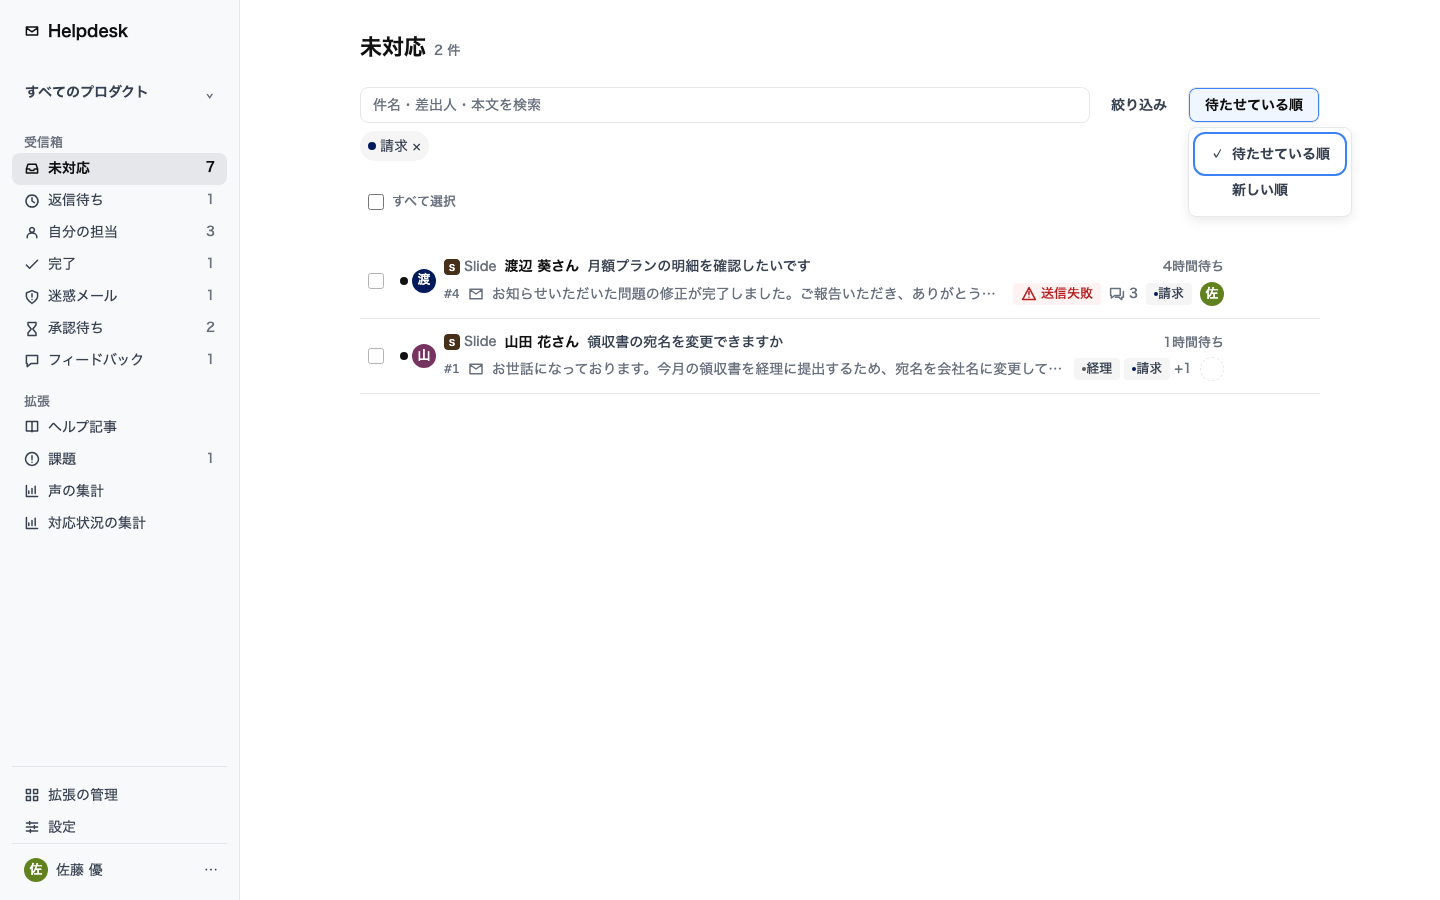 Helpdesk
すべてのプロダクト
受信箱
未対応 7
返信待ち 1
自分の担当 3
完了 1
迷惑メール 1
承認待ち 2
フィードバック 1
拡張
ヘルプ記事
課題 1
声の集計
対応状況の集計
拡張の管理
設定
佐 佐藤 優 …
未対応 2 件
件名・差出人・本文を検索 絞り込み 待たせている順
請求 ×
✓ 待たせている順
新しい順
すべて選択
渡 S Slide 渡辺 葵さん 月額プランの明細を確認したいです 4時間待ち
#4 お知らせいただいた問題の修正が完了しました。ご報告いただき、ありがとう… 送信失敗 3 •請求 佐
山 S Slide 山田 花さん 領収書の宛名を変更できますか 1時間待ち
#1 お世話になっております。今月の領収書を経理に提出するため、宛名を会社名に変更して… •経理 •請求 +1